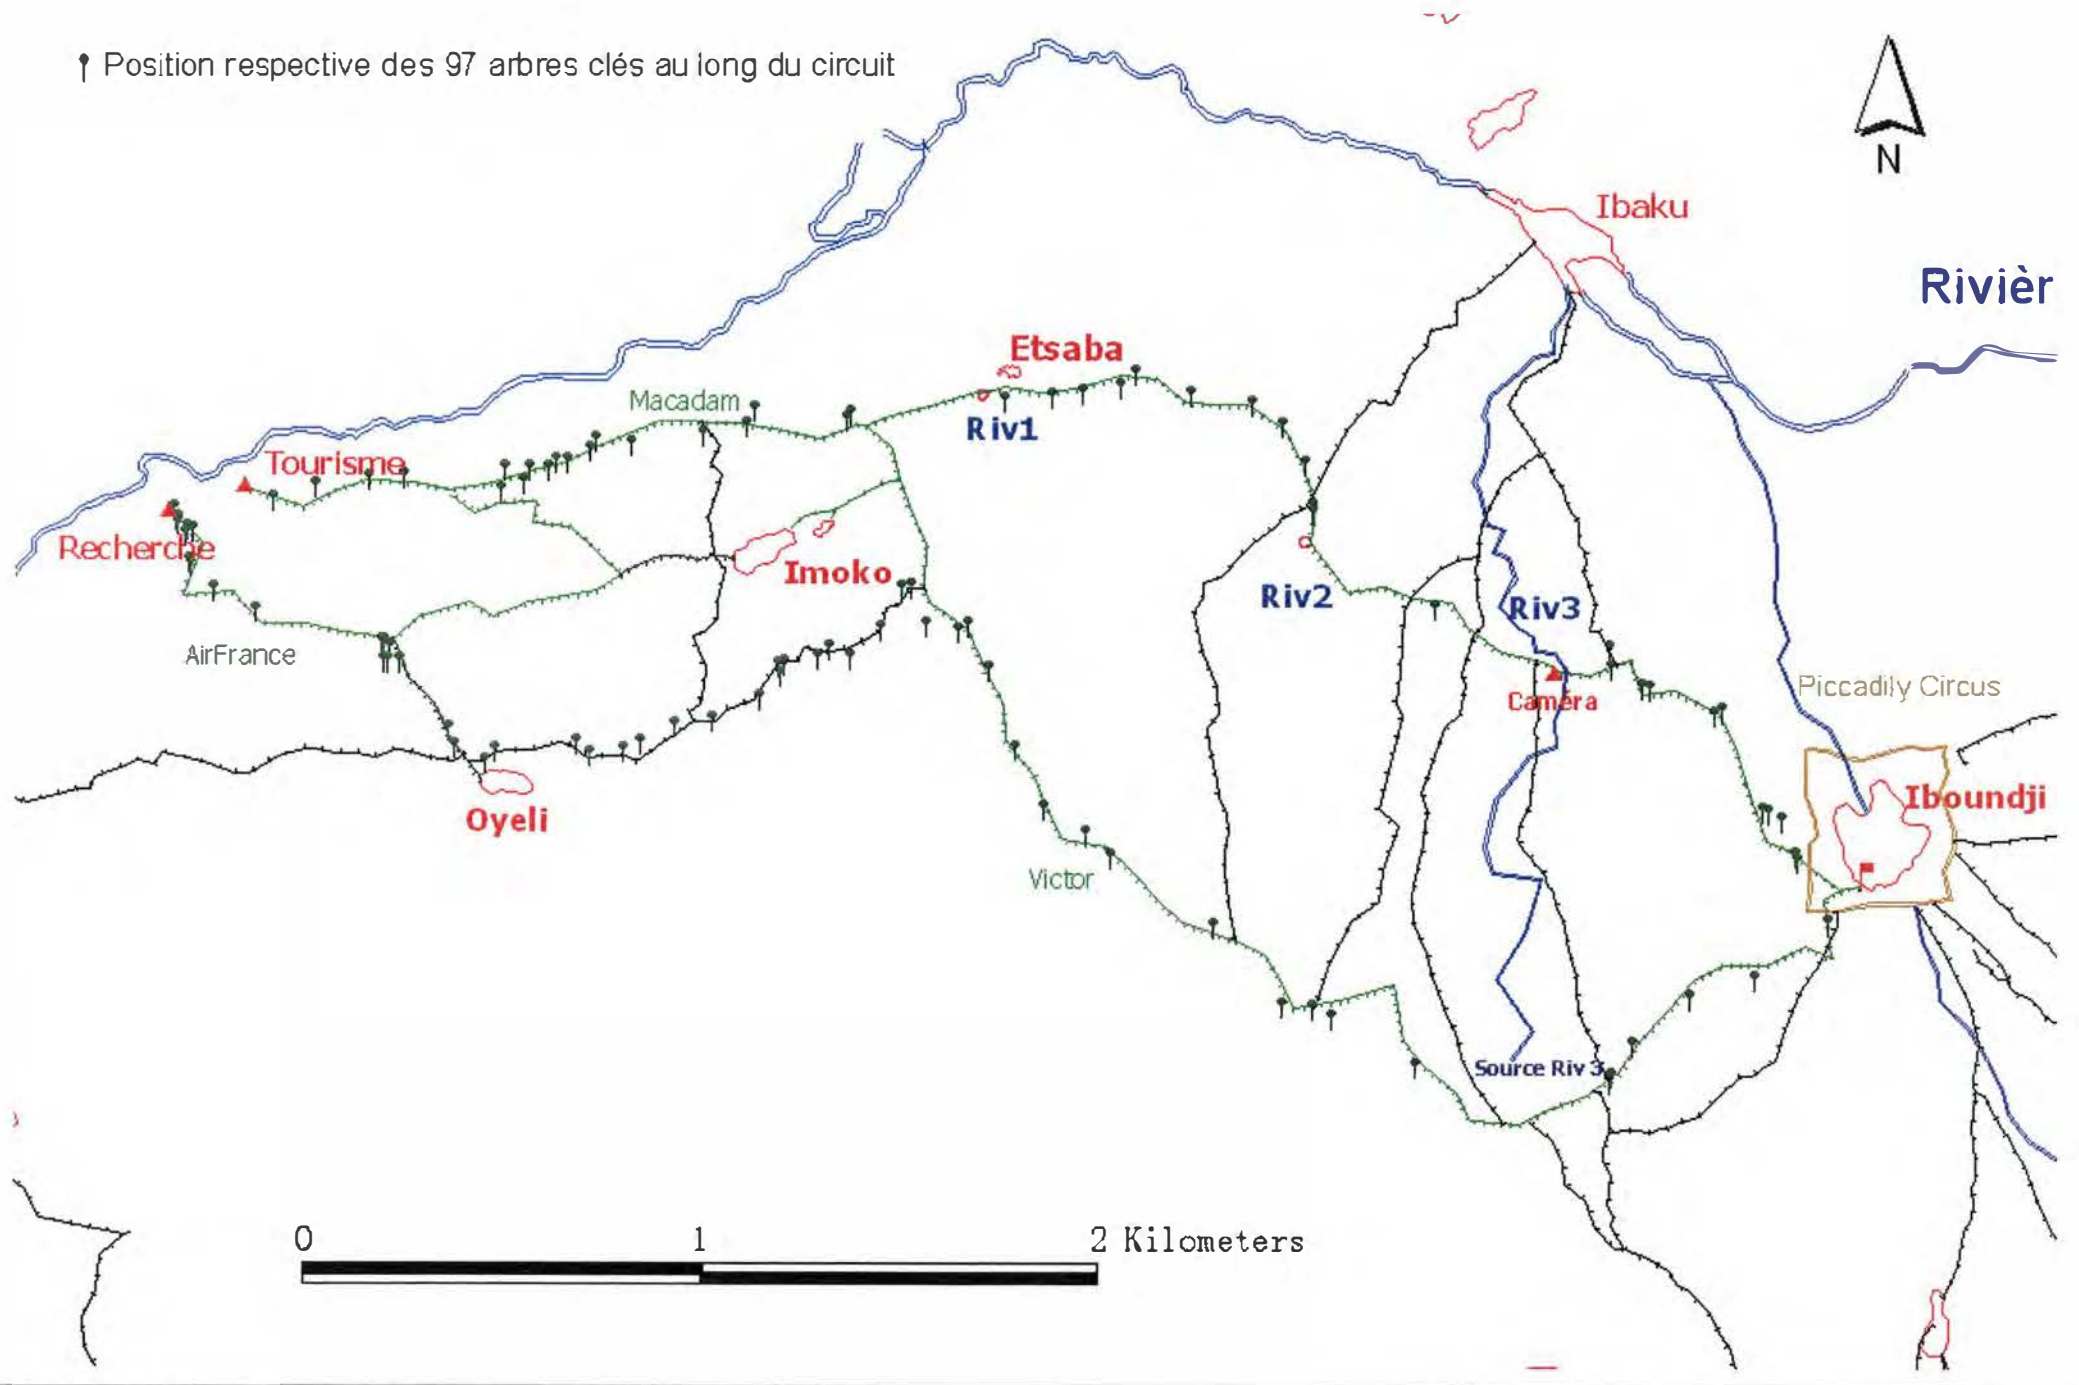 Position respective des 97 arbres clés au long du circuit
N
Ibaku
Rivièr
Etsaba
Macadam
Riv1
Tourisme
Recherche
Imoko
Riv2
Riv3
AirFrance
Piccadily Circus
Caméra
Iboundji
Oyeli
Victor
Source Riv 3
0 1 2 Kilometers